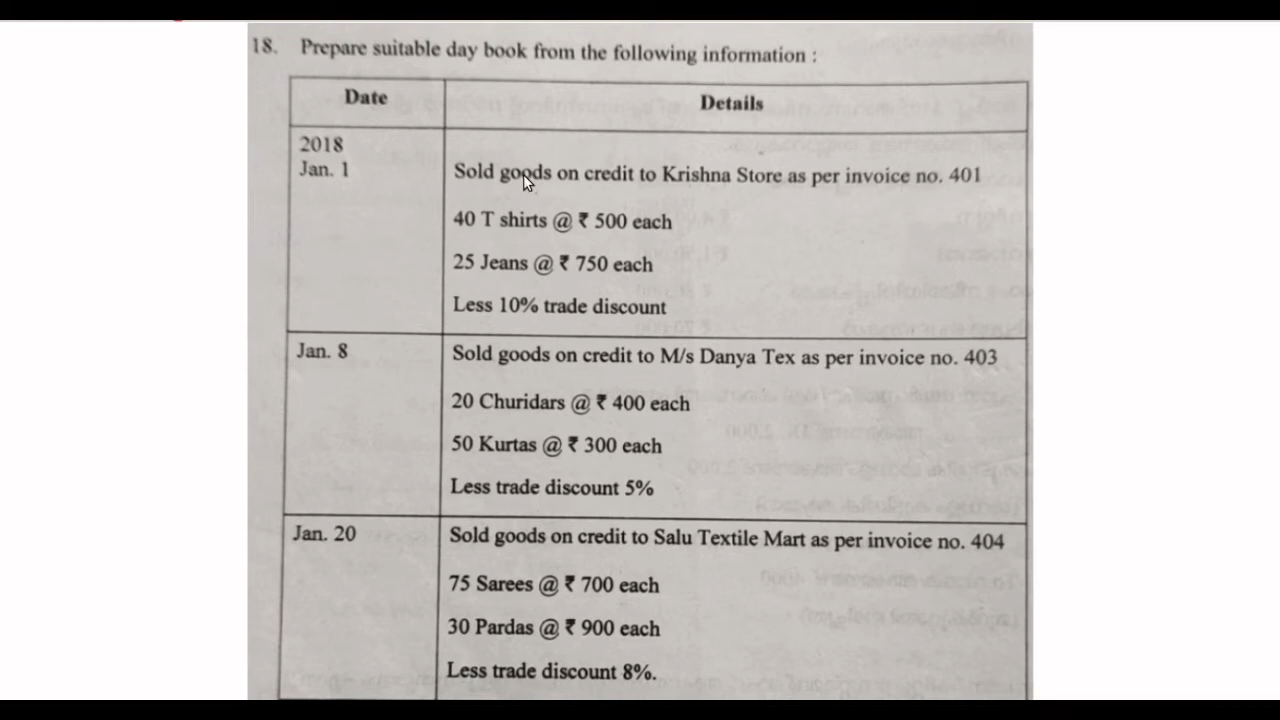 18. Prepare suitable day book from the following information :
Date Details
2018
Jan. 1 Sold goods on credit to Krishna Store as per invoice no. 401
40 T shirts @ ₹ 500 each
25 Jeans @ ₹ 750 each
Less 10% trade discount
Jan. 8 Sold goods on credit to M/s Danya Tex as per invoice no. 403
20 Churidars @ ₹ 400 each
50 Kurtas @ ₹ 300 each
Less trade discount 5%
Jan. 20 Sold goods on credit to Salu Textile Mart as per invoice no. 404
75 Sarees @ ₹ 700 each
30 Pardas @ ₹ 900 each
Less trade discount 8%.